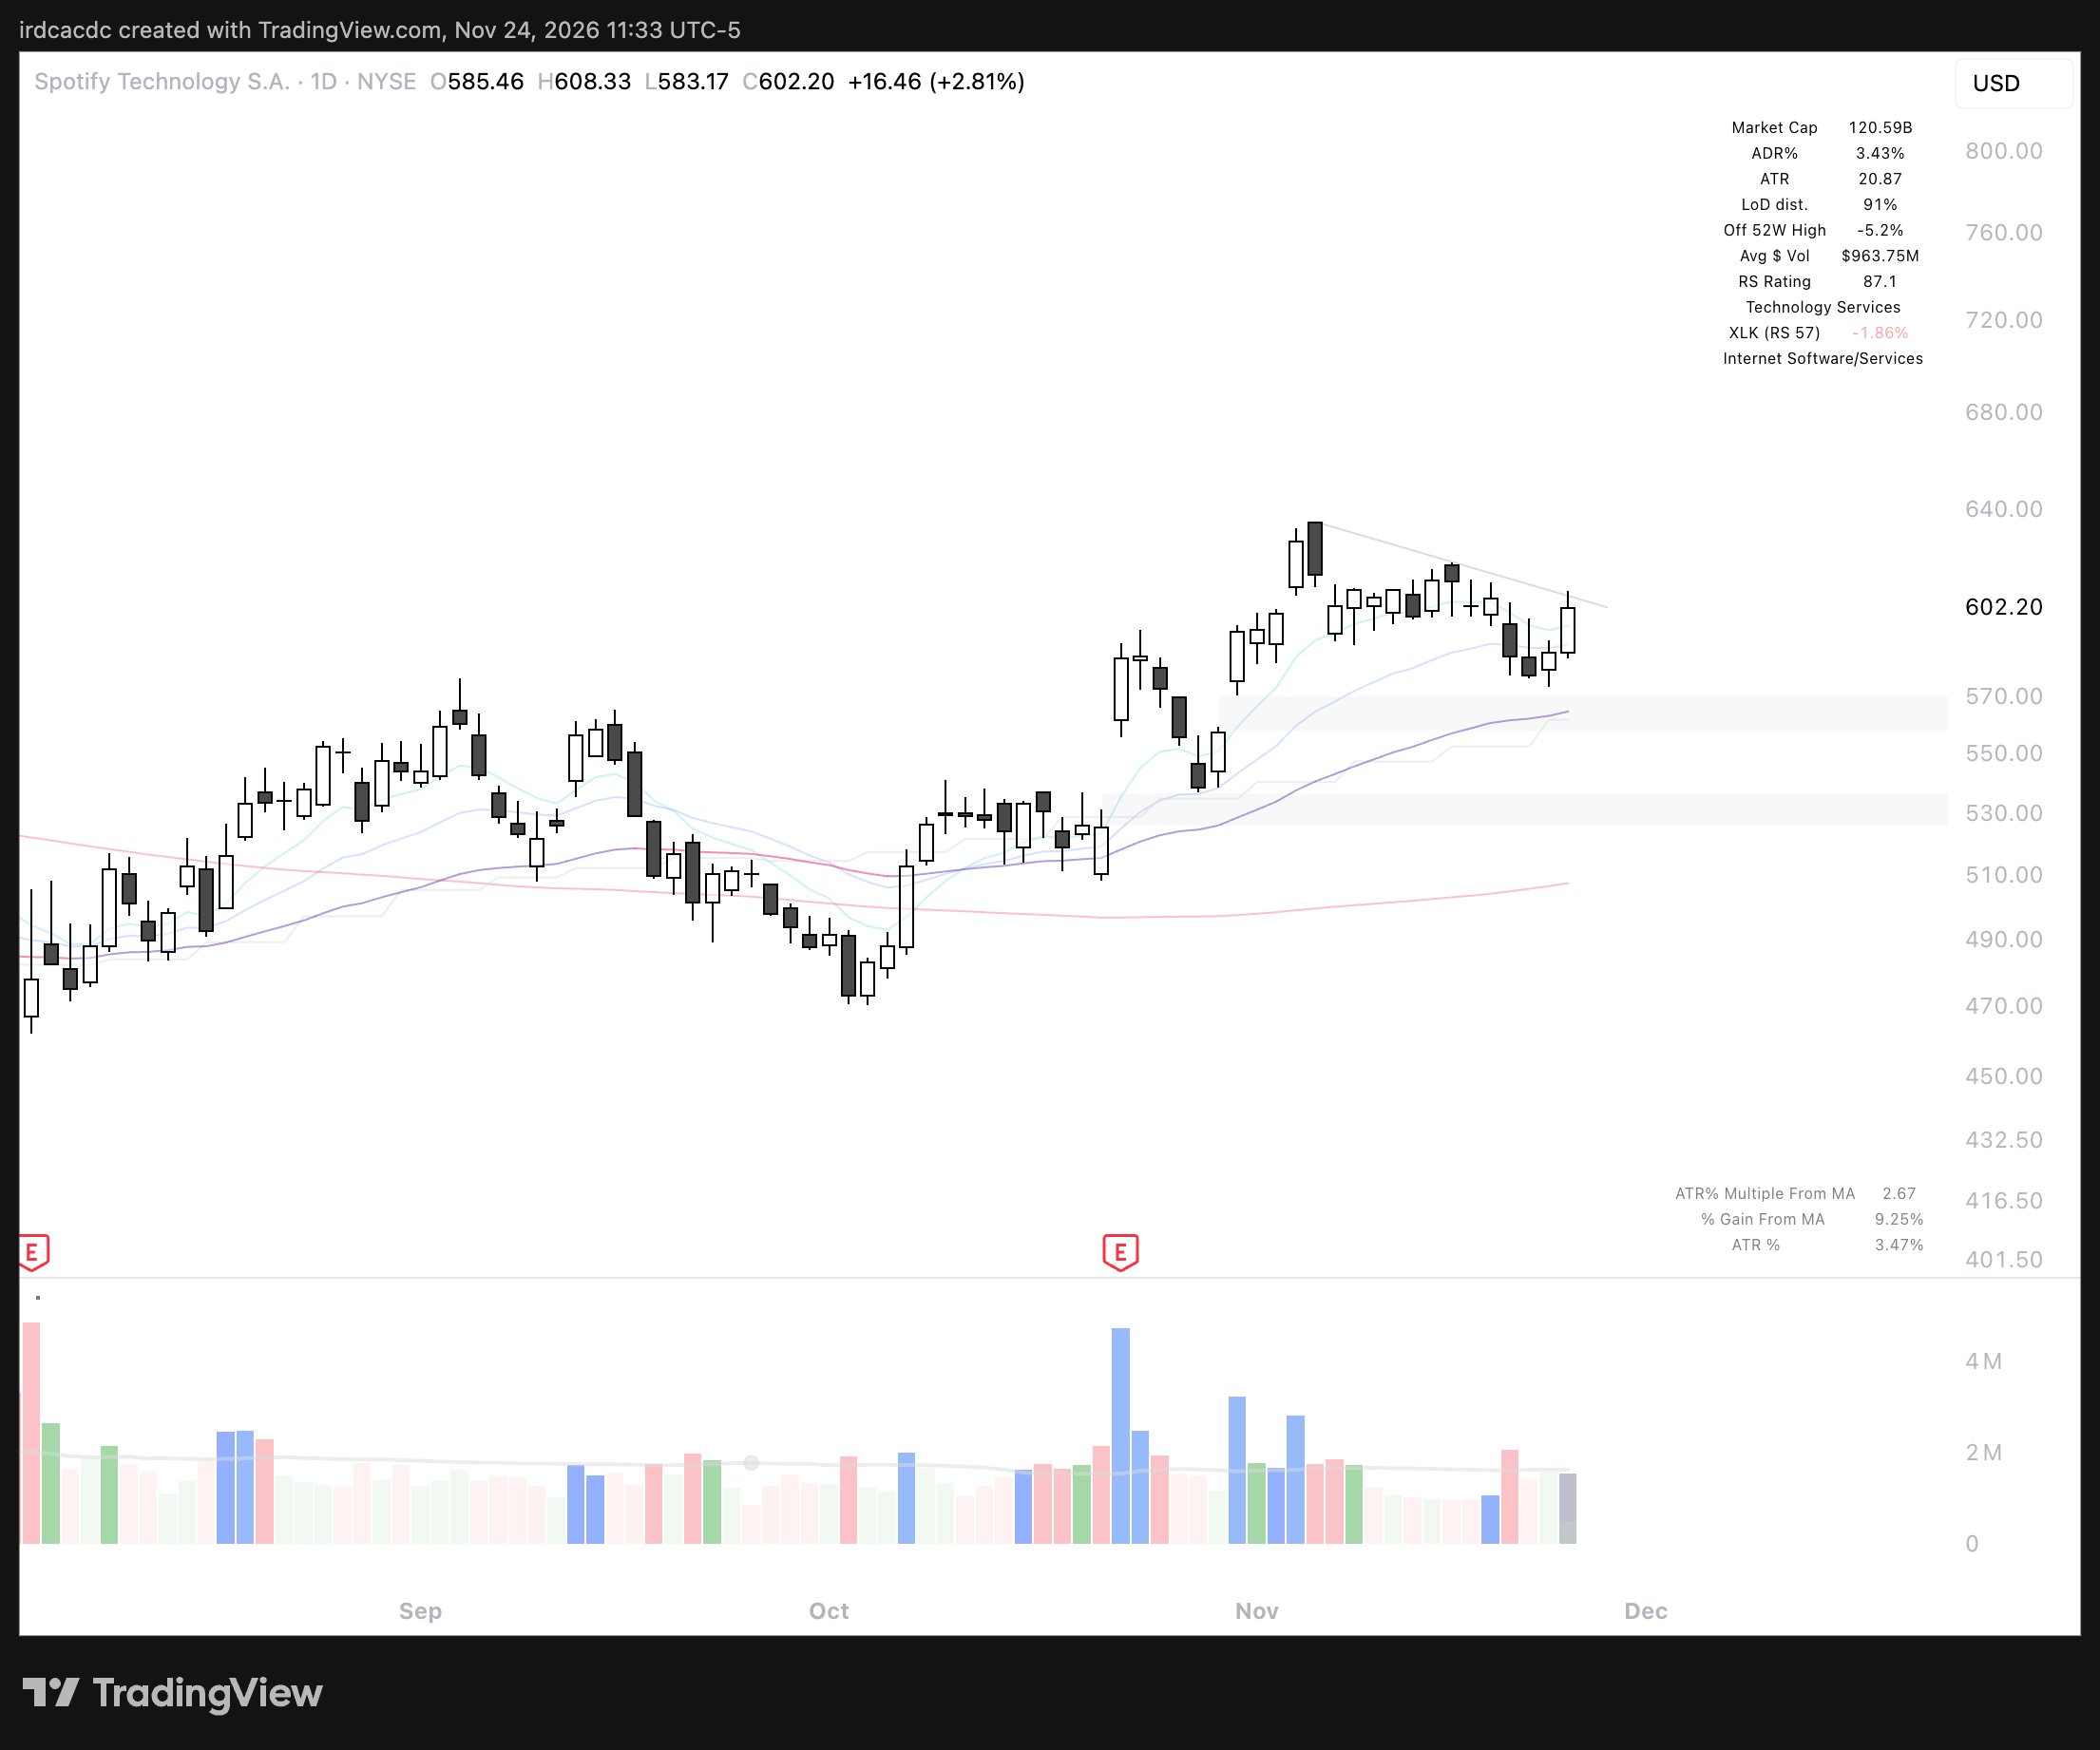 irdcacdc created with TradingView.com, Nov 24, 2026 11:33 UTC-5
Spotify Technology S.A. · 1D · NYSE O585.46 H608.33 L583.17 C602.20 +16.46 (+2.81%)
USD
Market Cap 120.59B
ADR% 3.43%
ATR 20.87
LoD dist. 91%
Off 52W High -5.2%
Avg $ Vol $963.75M
RS Rating 87.1
Technology Services
XLK (RS 57) -1.86%
Internet Software/Services
800.00
760.00
720.00
680.00
640.00
602.20
570.00
550.00
530.00
510.00
490.00
470.00
450.00
432.50
416.50
401.50
ATR% Multiple From MA 2.67
% Gain From MA 9.25%
ATR % 3.47%
E
E
4 M
2 M
0
Sep Oct Nov Dec
TradingView